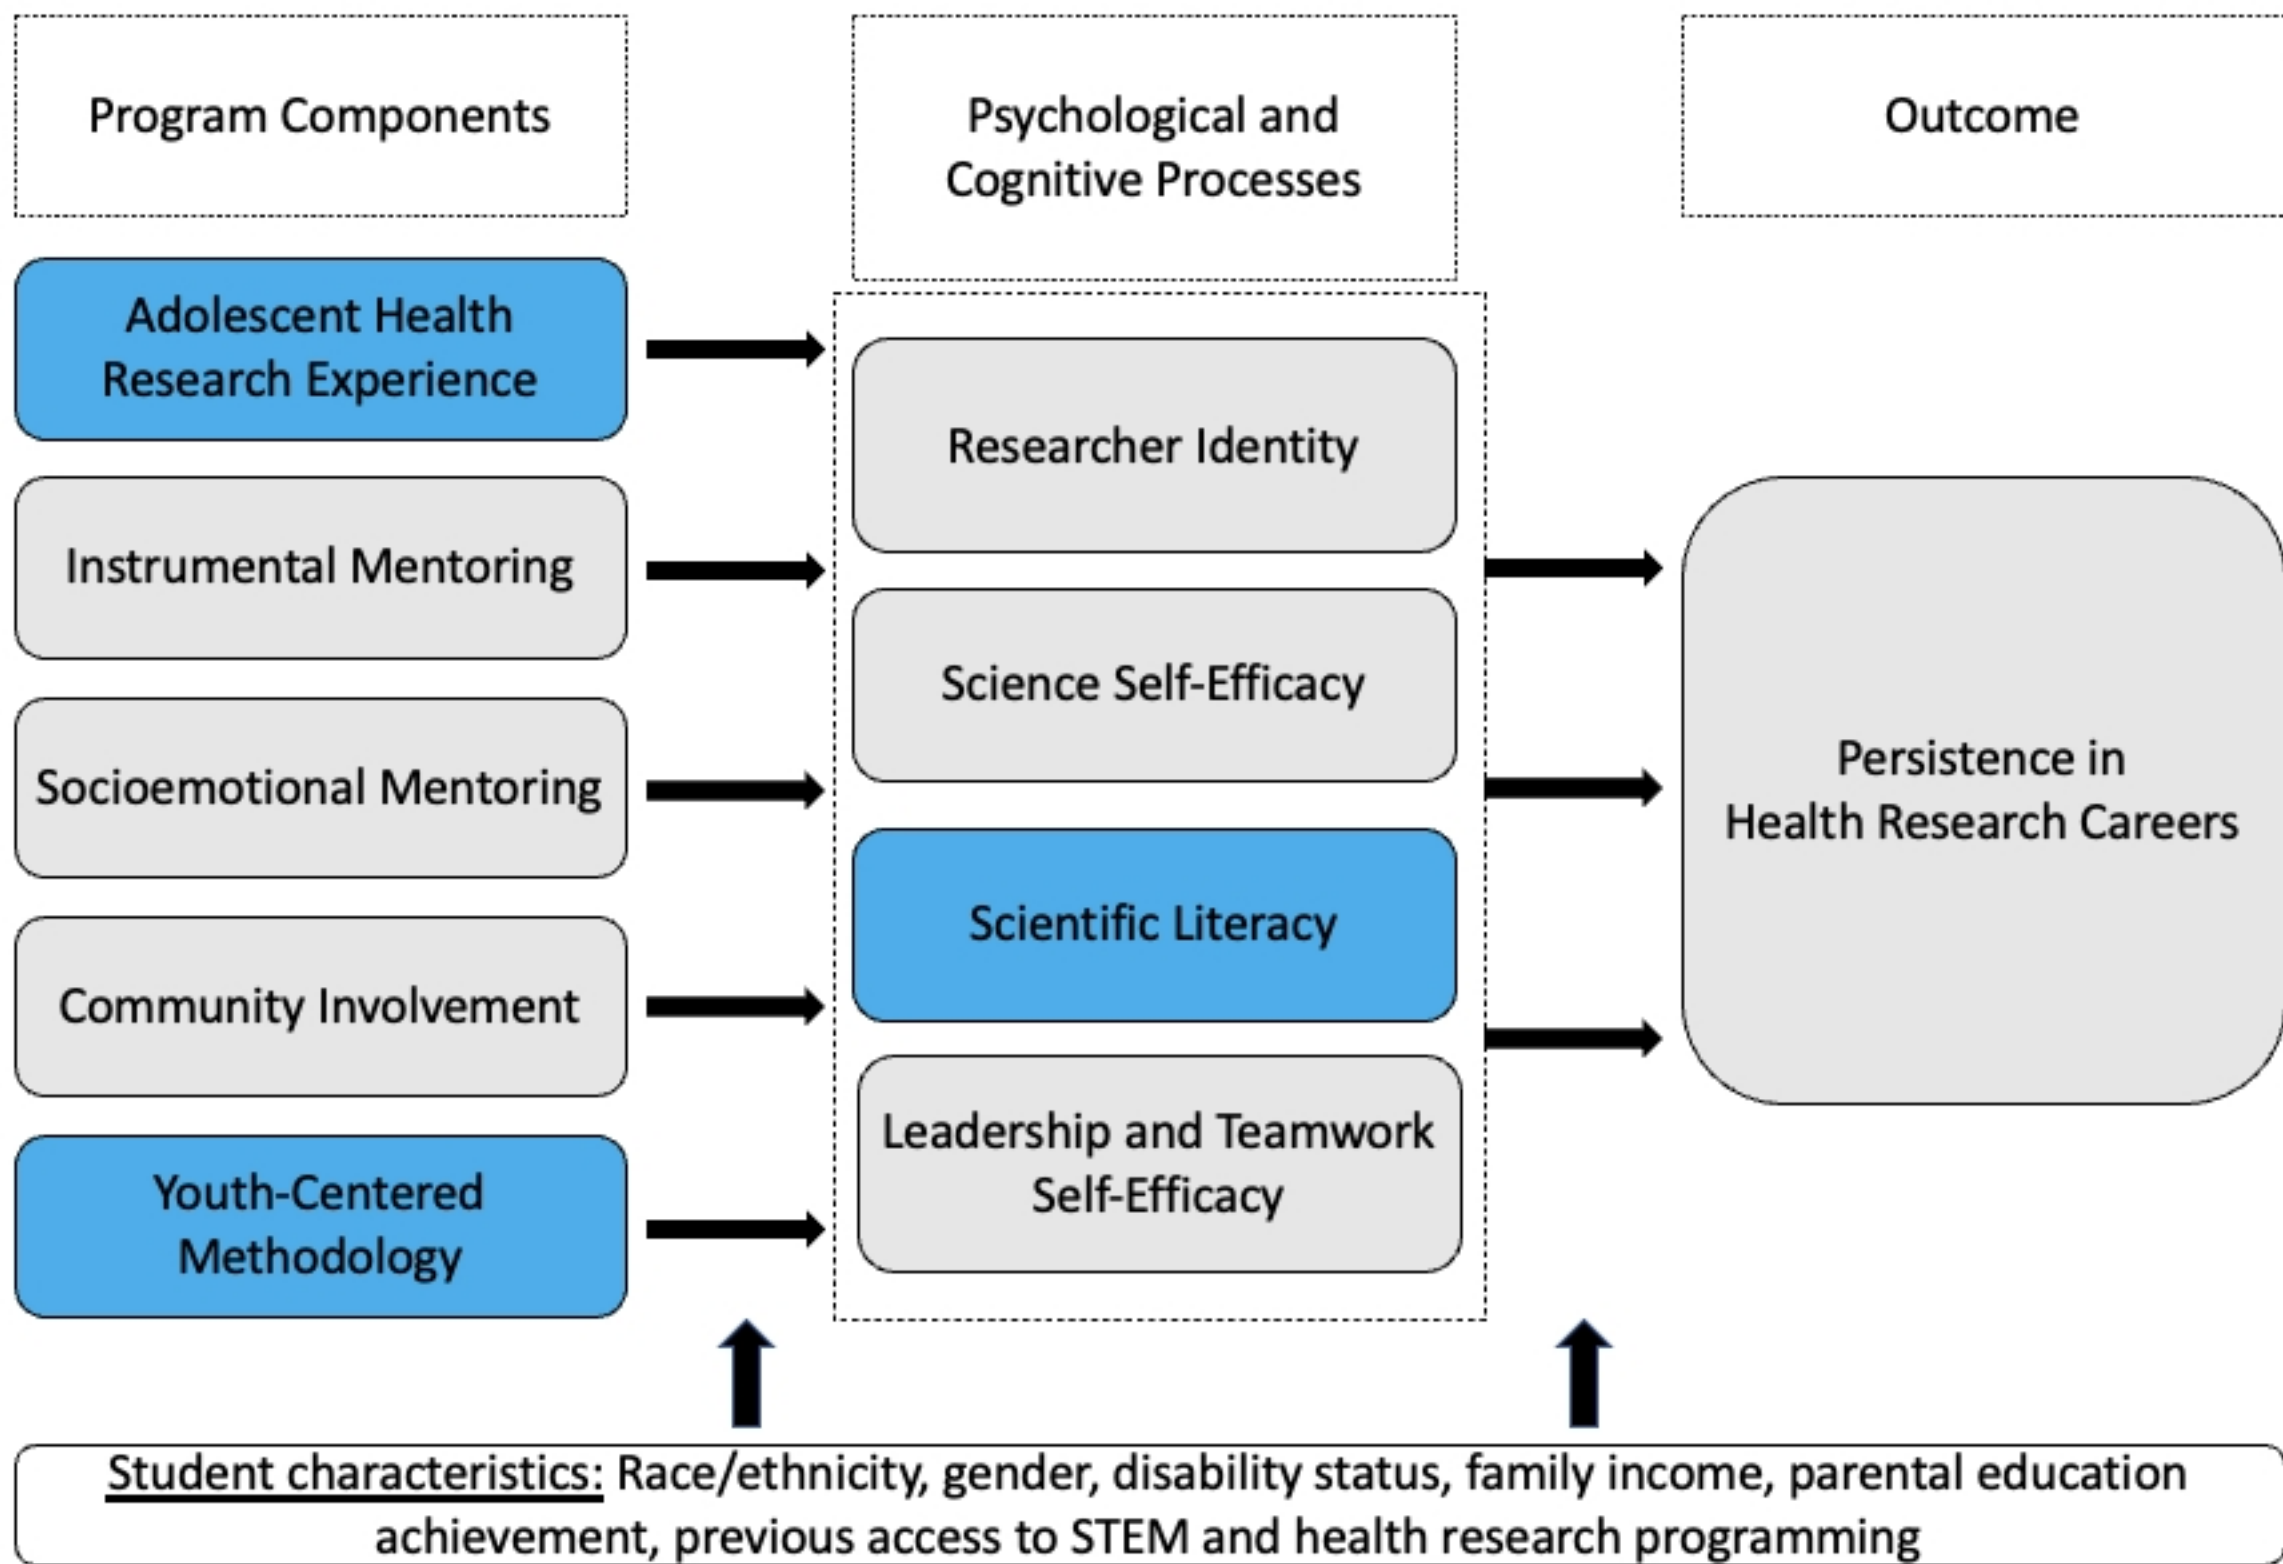 Program Components
Psychological and
Cognitive Processes
Outcome
Adolescent Health
Research Experience
Instrumental Mentoring
Socioemotional Mentoring
Community Involvement
Youth-Centered
Methodology
Researcher Identity
Science Self-Efficacy
Scientific Literacy
Leadership and Teamwork
Self-Efficacy
Persistence in
Health Research Careers
Student characteristics: Race/ethnicity, gender, disability status, family income, parental education
achievement, previous access to STEM and health research programming